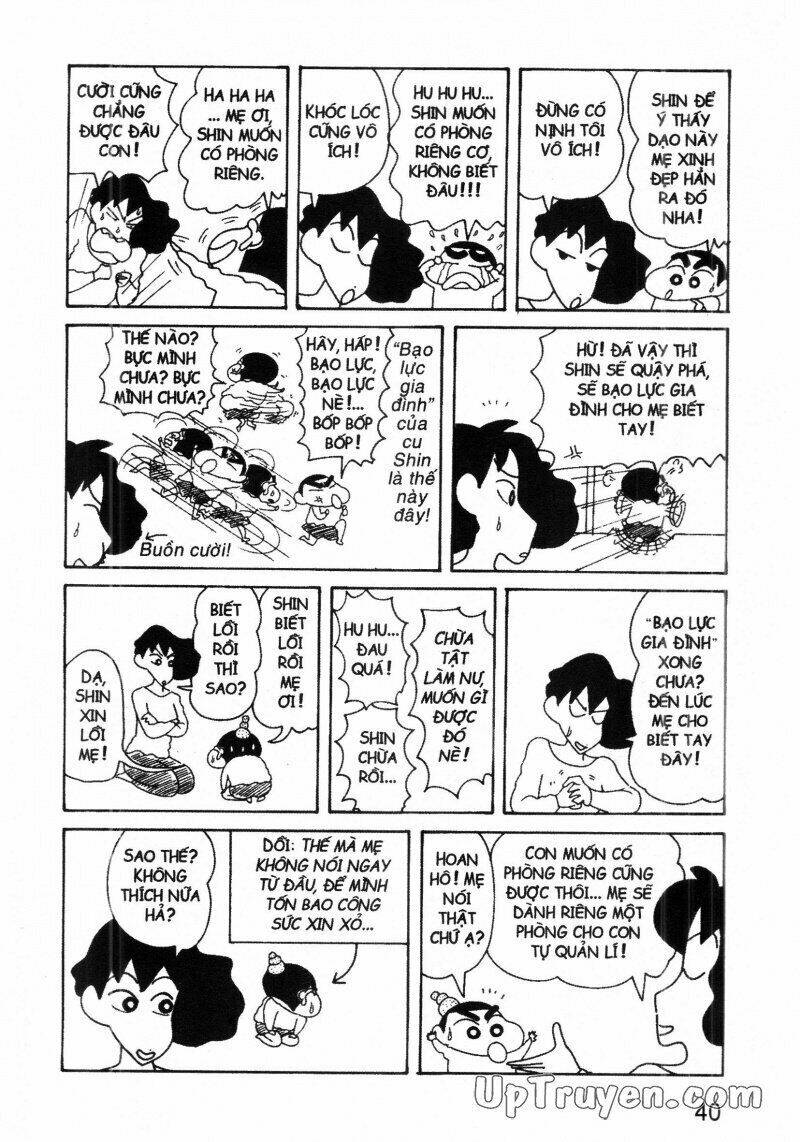 SHIN ĐỂ
Ý THẤY
DẠO NÀY
MẸ XINH
ĐẸP HẲN
RA ĐÓ
NHA!
ĐỪNG CÓ
NỊNH TÔI
VÔ ÍCH!
HU HU HU...
SHIN MUỐN
CÓ PHÒNG
RIÊNG CƠ,
KHÔNG BIẾT
ĐÂU!!!
KHÓC LÓC
CŨNG VÔ
ÍCH!
HA HA HA
... MẸ ƠI,
SHIN MUỐN
CÓ PHÒNG
RIÊNG.
CƯỜI CŨNG
CHẲNG
ĐƯỢC ĐÂU
CON!
HỪ! ĐÃ VẬY THÌ
SHIN SẼ QUẬY PHÁ,
SẼ BẠO LỰC GIA
ĐÌNH CHO MẸ BIẾT
TAY!
"Bạo
lực
gia
đình"
của
cu
Shin
là thế
này
đây!
HÂY, HẤP!
BẠO LỰC,
BẠO LỰC
NÈ!...
BỐP BỐP
BỐP!
THẾ NÀO?
BỰC MÌNH
CHƯA? BỰC
MÌNH CHƯA?
Buồn cười!
"BẠO LỰC
GIA ĐÌNH"
XONG
CHƯA?
ĐẾN LÚC
MẸ CHO
BIẾT TAY
ĐÂY!
CHỪA
TẬT
LÀM NƯ,
MUỐN GÌ
ĐƯỢC
ĐÓ
NÈ!
HU HU...
ĐAU
QUÁ!
SHIN
CHỪA
RỒI...
SHIN
BIẾT
LỖI
RỒI
MẸ
ƠI!
BIẾT
LỖI
RỒI
THÌ
SAO?
DẠ,
SHIN
XIN
LỖI
MẸ!
CON MUỐN CÓ
PHÒNG RIÊNG CŨNG
ĐƯỢC THÔI... MẸ SẼ
DÀNH RIÊNG MỘT
PHÒNG CHO CON
TỰ QUẢN LÍ!
HOAN
HÔ! MẸ
NÓI
THẬT
CHỨ Ạ?
DỖI: THẾ MÀ MẸ
KHÔNG NÓI NGAY
TỪ ĐẦU, ĐỂ MÌNH
TỐN BAO CÔNG
SỨC XIN XỎ...
SAO THẾ?
KHÔNG
THÍCH NỮA
HẢ?
UpTruyen.com
40